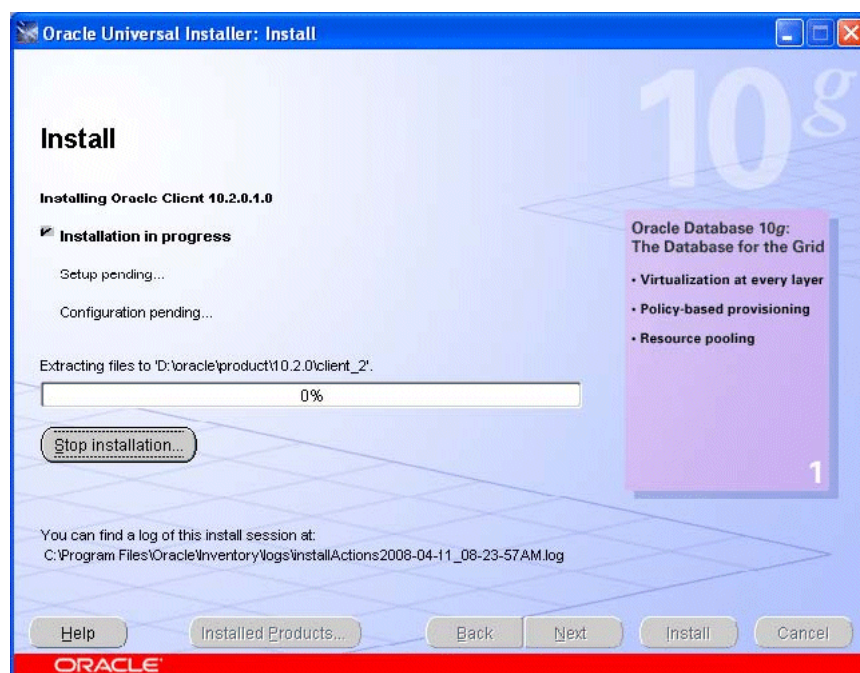 Oracle Universal Installer: Install
10g
Install
Installing Oracle Client 10.2.0.1.0
Installation in progress
Setup pending...
Configuration pending...
Extracting files to 'D:\oracle\product\10.2.0\client_2'.
0%
Stop installation...
Oracle Database 10g:
The Database for the Grid
• Virtualization at every layer
• Policy-based provisioning
• Resource pooling
1
You can find a log of this install session at:
C:\Program Files\Oracle\Inventory\logs\installActions2008-04-11_08-23-57AM.log
Help
Installed Products...
Back
Next
Install
Cancel
ORACLE